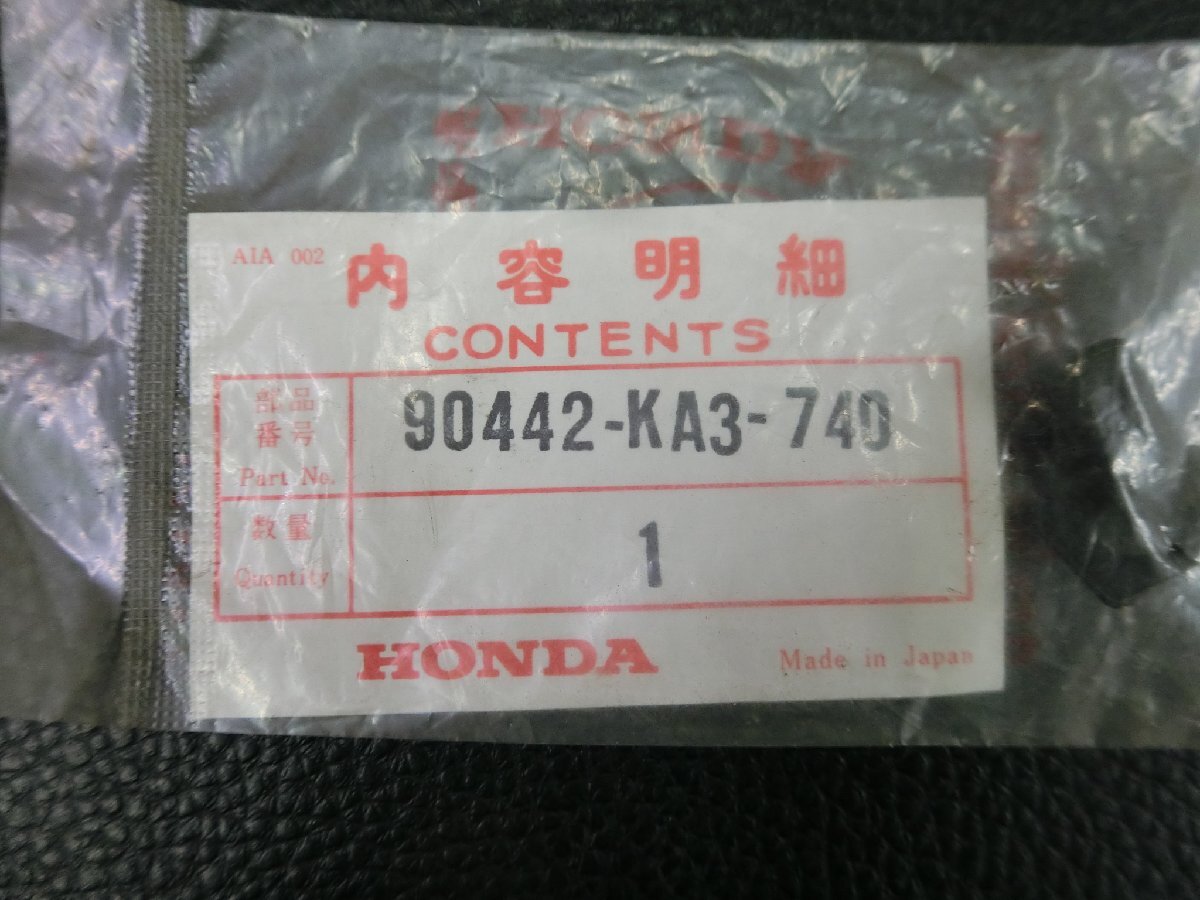 HONDA
AIA 002
内容明細
CONTENTS
部品
番号
Part No.
90442-KA3-740
数量
Quantity
1
HONDA
Made in Japan